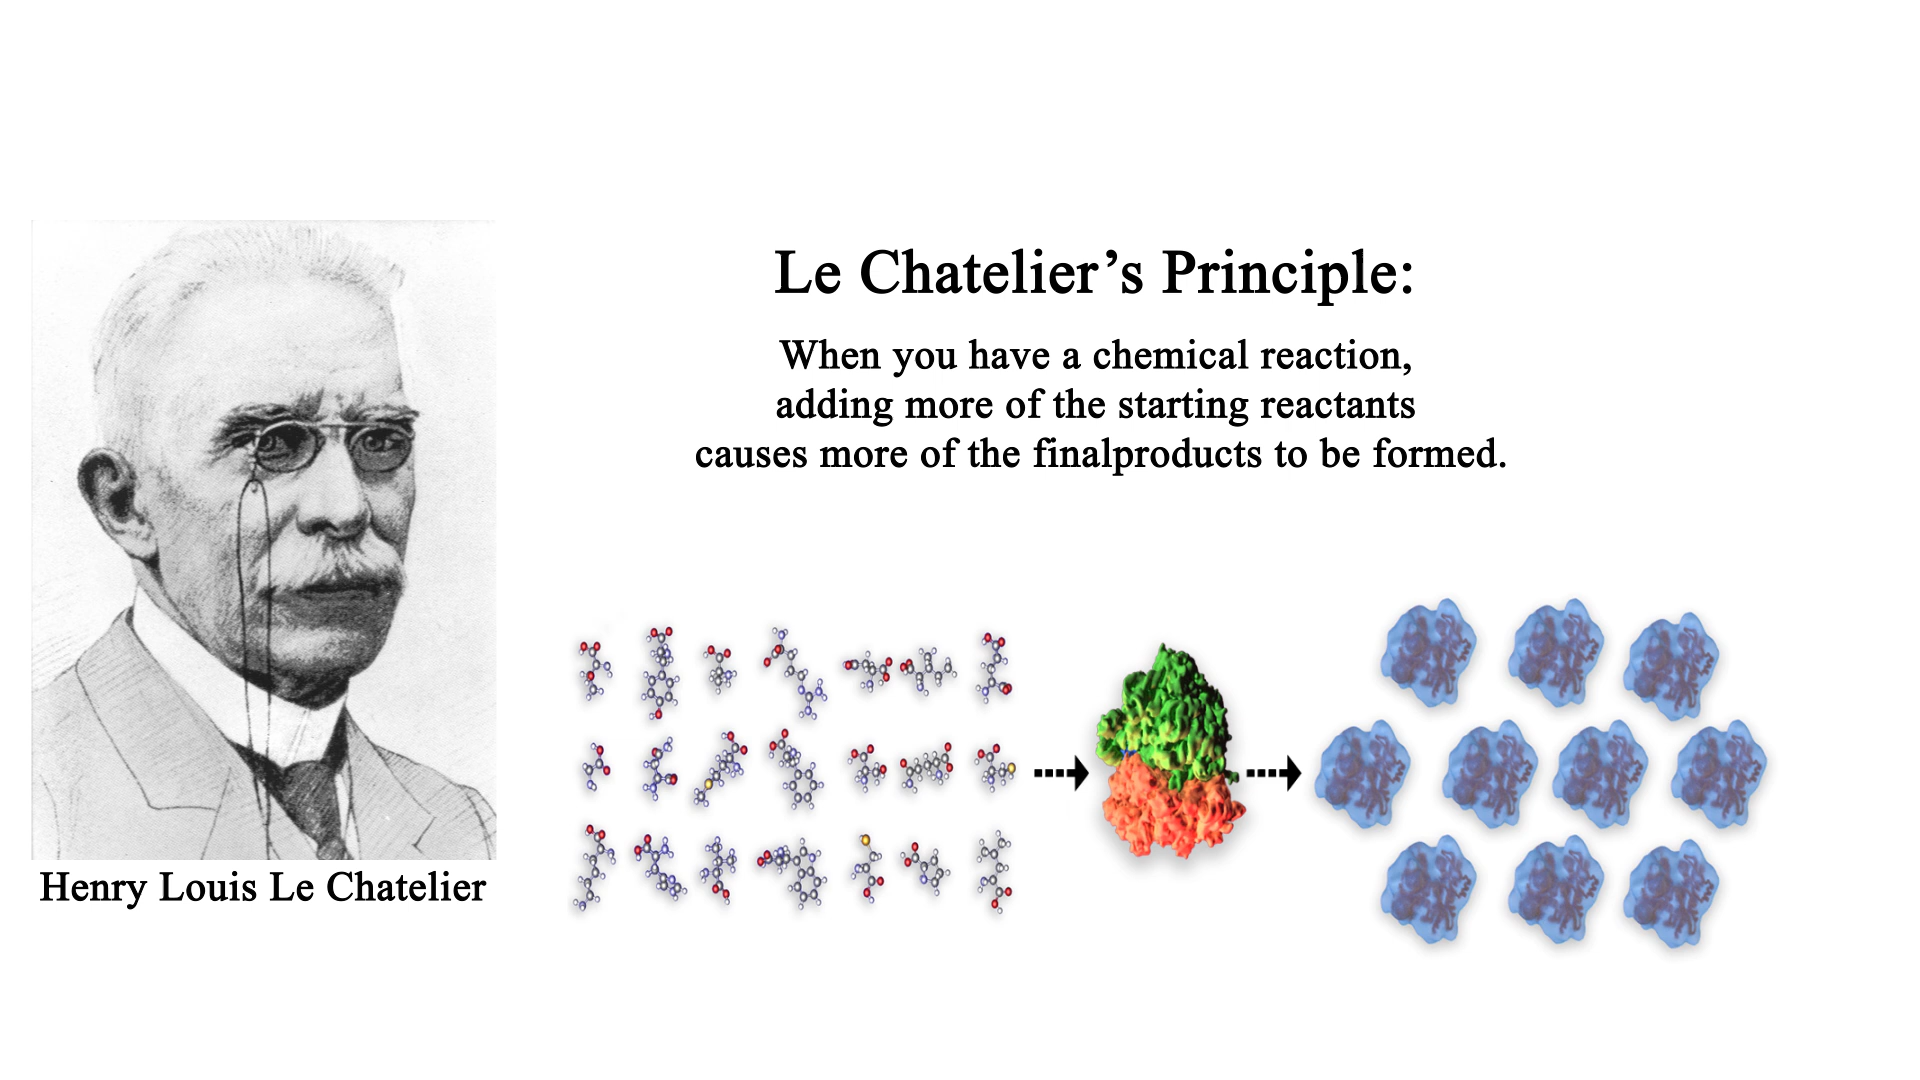 Le Chatelier’s Principle:
When you have a chemical reaction,
adding more of the starting reactants
causes more of the finalproducts to be formed.
Henry Louis Le Chatelier